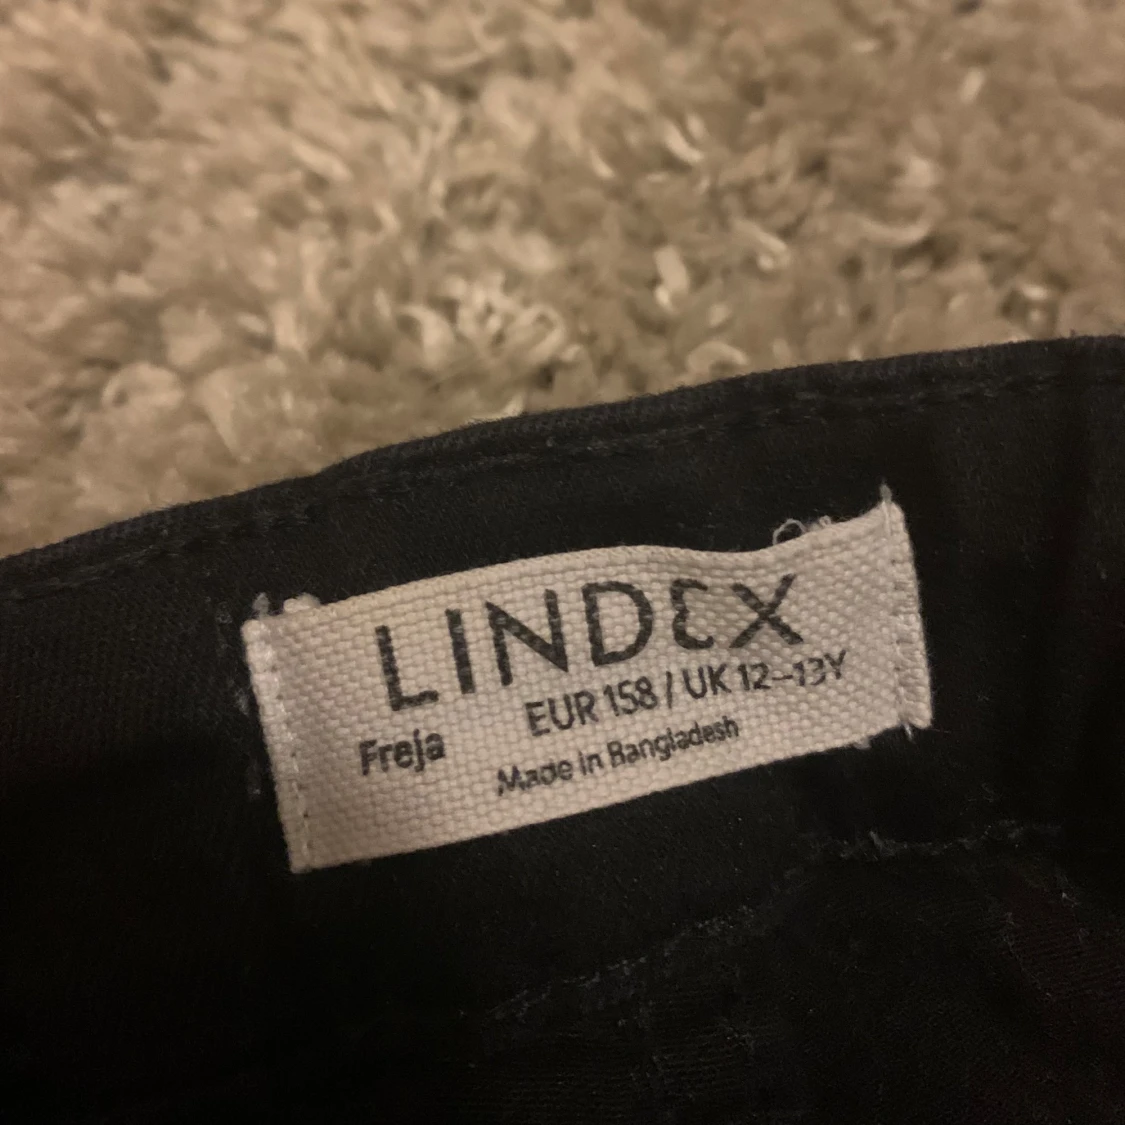 LINDEX
EUR 158 / UK 12-13Y
Freja
Made in Bangladesh